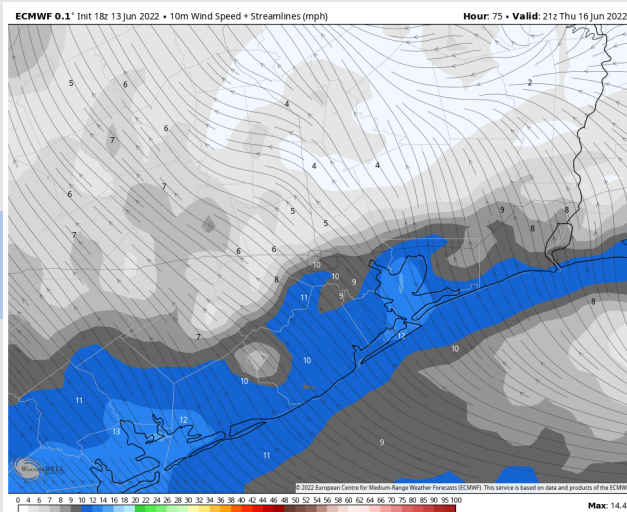 ECMWF 0.1° Init 18z 13 Jun 2022 • 10m Wind Speed + Streamlines (mph) Hour: 75 • Valid: 21z Thu 16 Jun 2022
2
5 6
4
7 6
4 4
6 7
5 9 8
7 5 8
6 6
10
8 10 9
11 9
8
7 12
10 10
10
11
12
13
9
11
WEATHERBELL
© 2022 European Centre for Medium-Range Weather Forecasts (ECMWF). This service is based on data and products of the ECMW
0 4 6 7 8 9 10 12 14 16 18 20 22 24 26 28 30 32 34 36 38 40 42 44 46 48 50 52 54 56 58 60 62 64 66 70 75 80 85 90 95 100
Max: 14.4